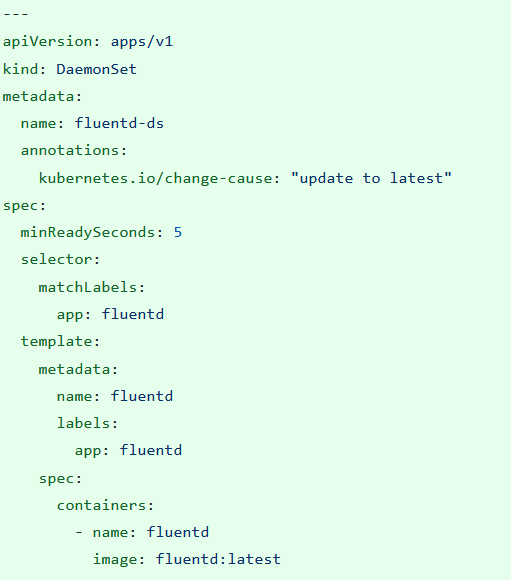 ---
apiVersion: apps/v1
kind: DaemonSet
metadata:
  name: fluentd-ds
  annotations:
    kubernetes.io/change-cause: "update to latest"
spec:
  minReadySeconds: 5
  selector:
    matchLabels:
      app: fluentd
  template:
    metadata:
      name: fluentd
      labels:
        app: fluentd
    spec:
      containers:
        - name: fluentd
          image: fluentd:latest